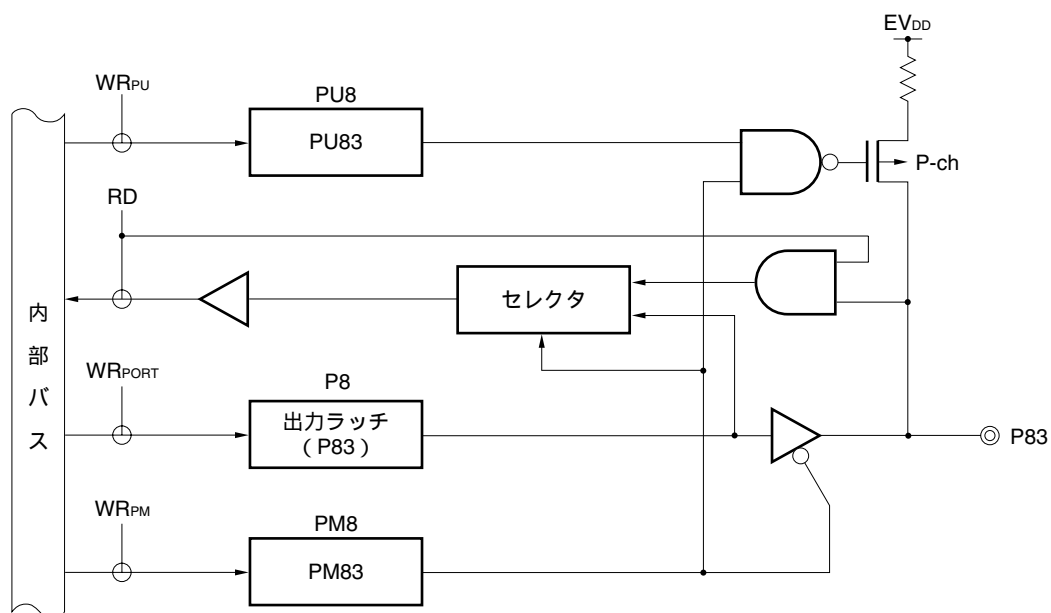 EVDD
WRPU
PU8
PU83
P-ch
RD
セレクタ
内部バス
WRPORT
P8
出力ラッチ
（P83）
P83
WRPM
PM8
PM83